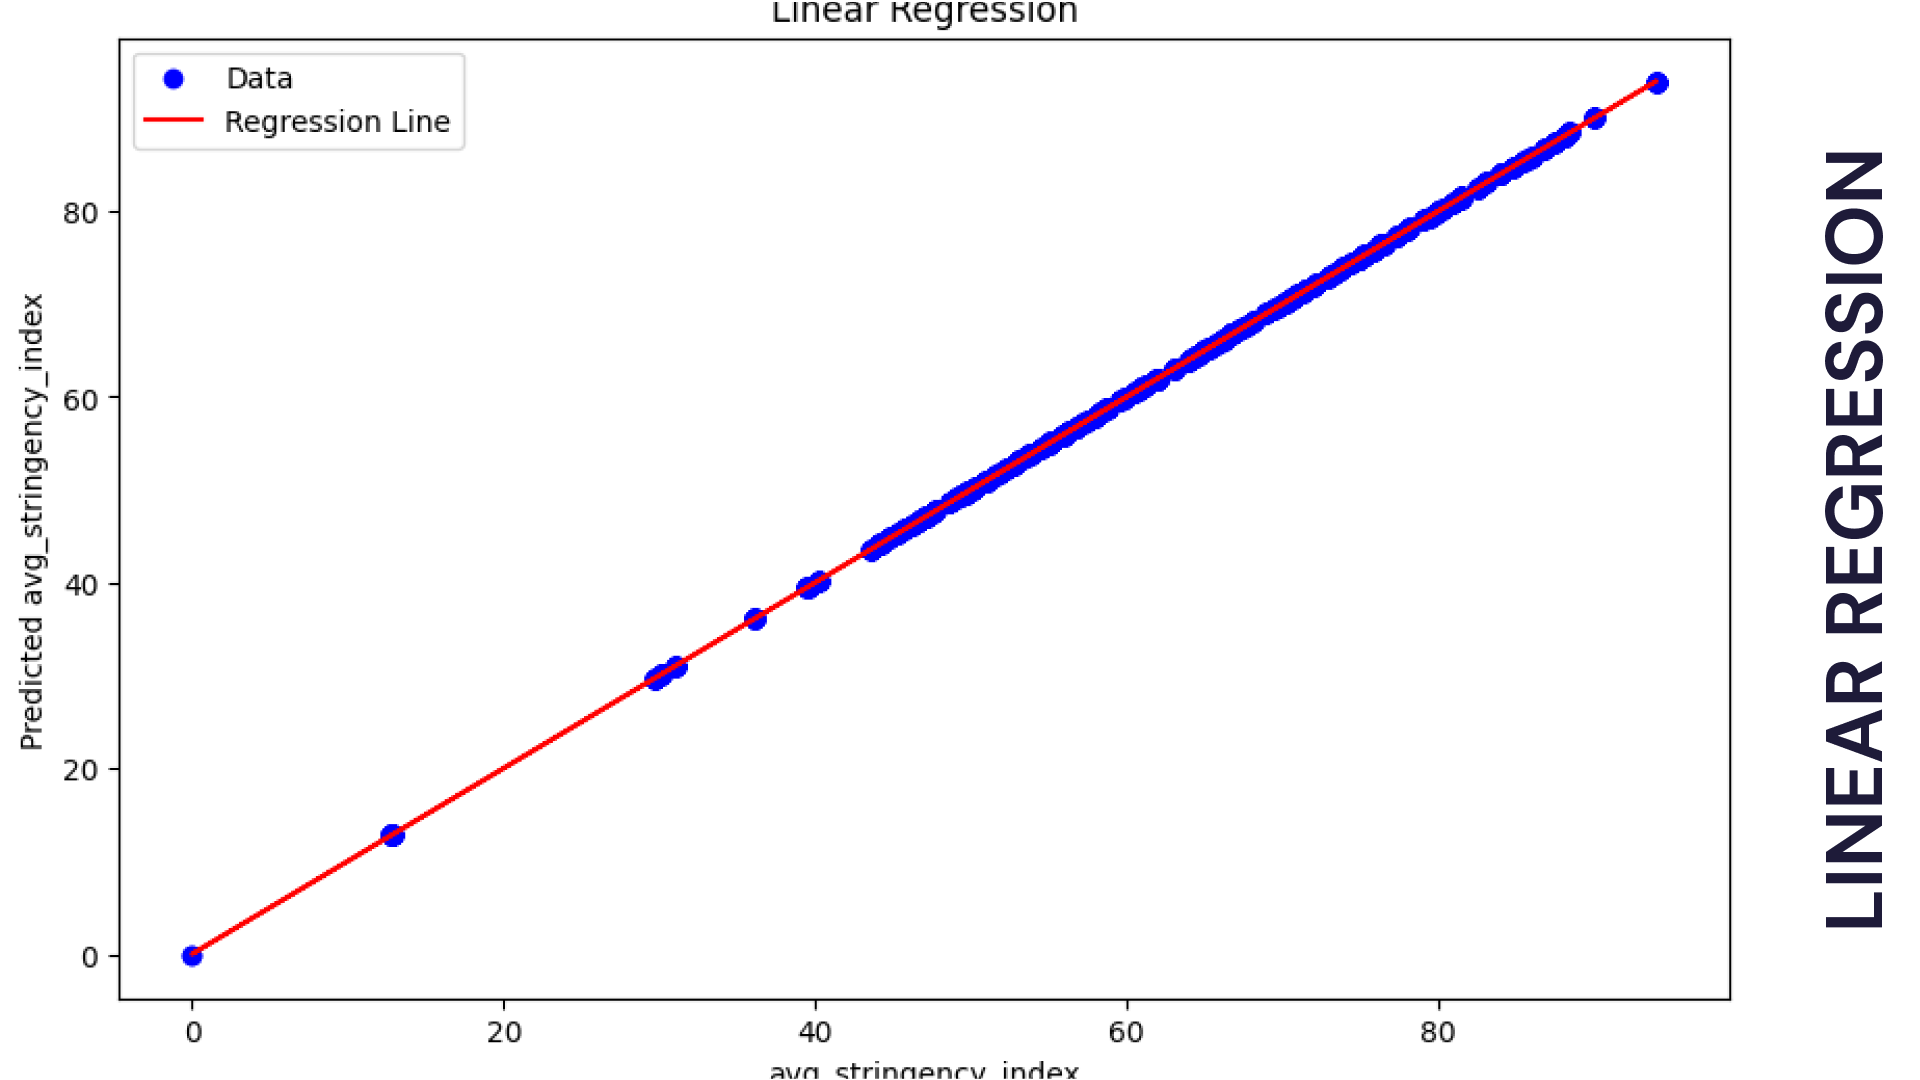 Linear Regression
Data
Regression Line
Predicted avg_stringency_index
80
60
40
20
0
0 20 40 60 80
avg_stringency_index
LINEAR REGRESSION